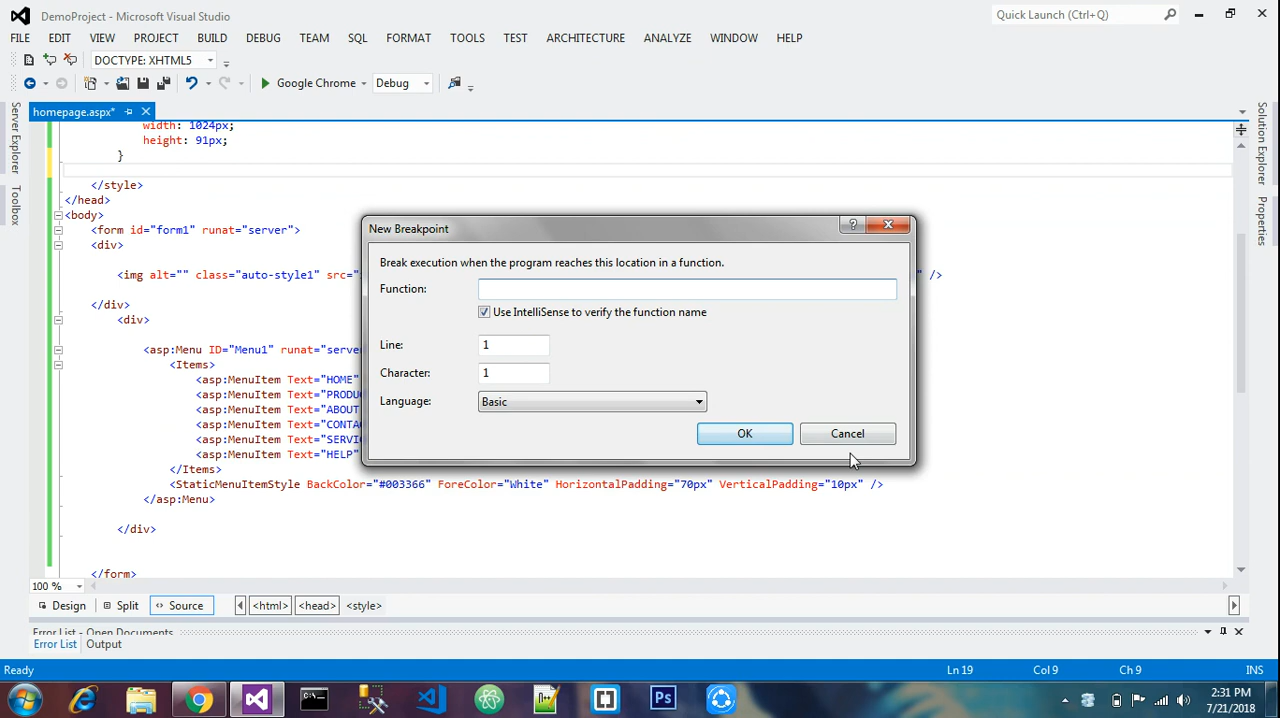 DemoProject - Microsoft Visual Studio
Quick Launch (Ctrl+Q)
FILE EDIT VIEW PROJECT BUILD DEBUG TEAM SQL FORMAT TOOLS TEST ARCHITECTURE ANALYZE WINDOW HELP
DOCTYPE: XHTML5
Google Chrome Debug
homepage.aspx*
Server Explorer
Toolbox
Solution Explorer
Properties
width: 1024px;
height: 91px;
}
</style>
</head>
<body>
<form id="form1" runat="server">
<div>
<img alt="" class="auto-style1" src= " />
</div>
<div>
<asp:Menu ID="Menu1" runat="server
<Items>
<asp:MenuItem Text="HOME"
<asp:MenuItem Text="PRODU
<asp:MenuItem Text="ABOUT
<asp:MenuItem Text="CONTA
<asp:MenuItem Text="SERVI
<asp:MenuItem Text="HELP"
</Items>
<StaticMenuItemStyle BackColor="#003366" ForeColor="White" HorizontalPadding="70px" VerticalPadding="10px" />
</asp:Menu>
</div>
</form>
New Breakpoint
?
Break execution when the program reaches this location in a function.
Function:
Use IntelliSense to verify the function name
Line: 1
Character: 1
Language: Basic
OK Cancel
100 %
Design Split Source <html> <head> <style>
Error List - Open Documents
Error List Output
Ready Ln 19 Col 9 Ch 9 INS
Ps
2:31 PM
7/21/2018